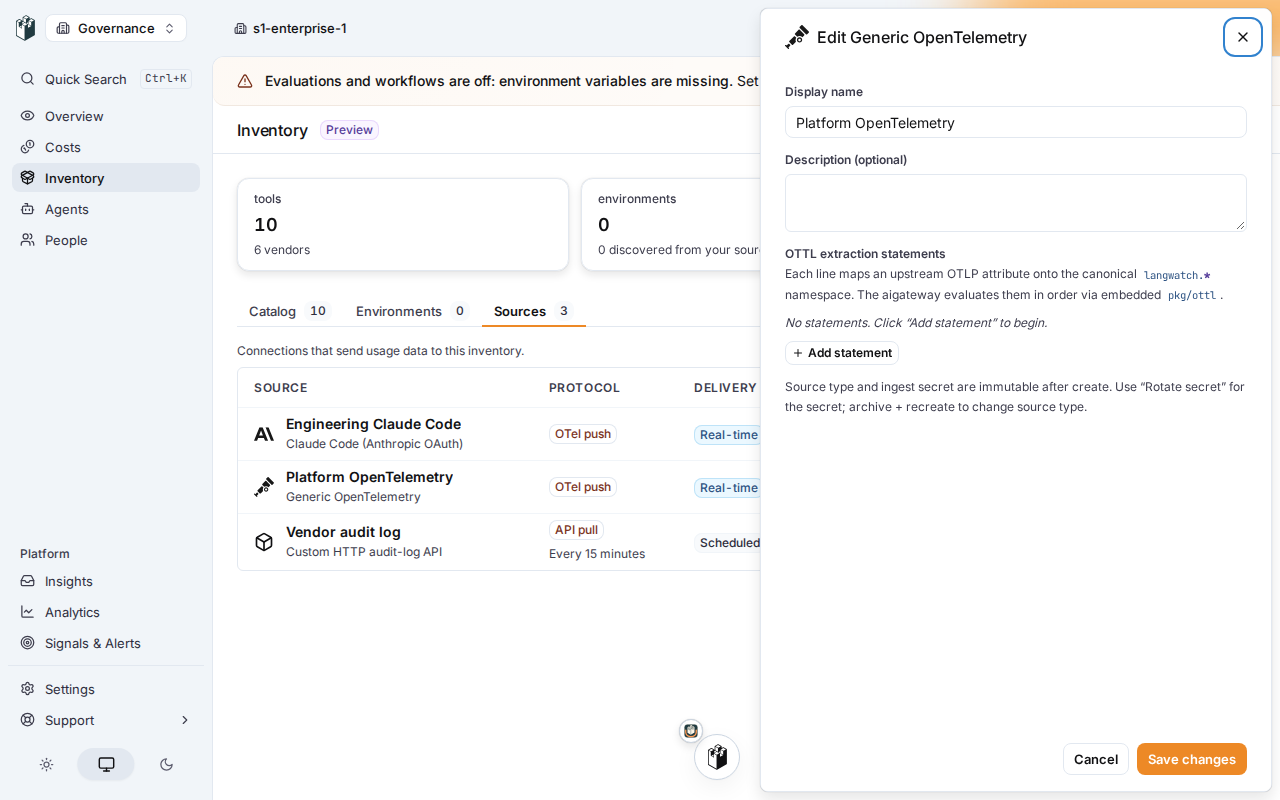 Governance
s1-enterprise-1
Quick Search Ctrl+K
Overview
Costs
Inventory
Agents
People
Platform
Insights
Analytics
Signals & Alerts
Settings
Support
Evaluations and workflows are off: environment variables are missing. Set
Inventory Preview
tools
10
6 vendors
environments
0
0 discovered from your
Catalog 10 Environments 0 Sources 3
Connections that send usage data to this inventory.
SOURCE PROTOCOL DELIVERY
Engineering Claude Code
Claude Code (Anthropic OAuth)
OTel push
Real-time
Platform OpenTelemetry
Generic OpenTelemetry
OTel push
Real-time
Vendor audit log
Custom HTTP audit-log API
API pull
Every 15 minutes
Scheduled
Edit Generic OpenTelemetry
Display name
Platform OpenTelemetry
Description (optional)
OTTL extraction statements
Each line maps an upstream OTLP attribute onto the canonical langwatch.*
namespace. The aigateway evaluates them in order via embedded pkg/ottl.
No statements. Click “Add statement” to begin.
Add statement
Source type and ingest secret are immutable after create. Use “Rotate secret” for
the secret; archive + recreate to change source type.
Cancel
Save changes